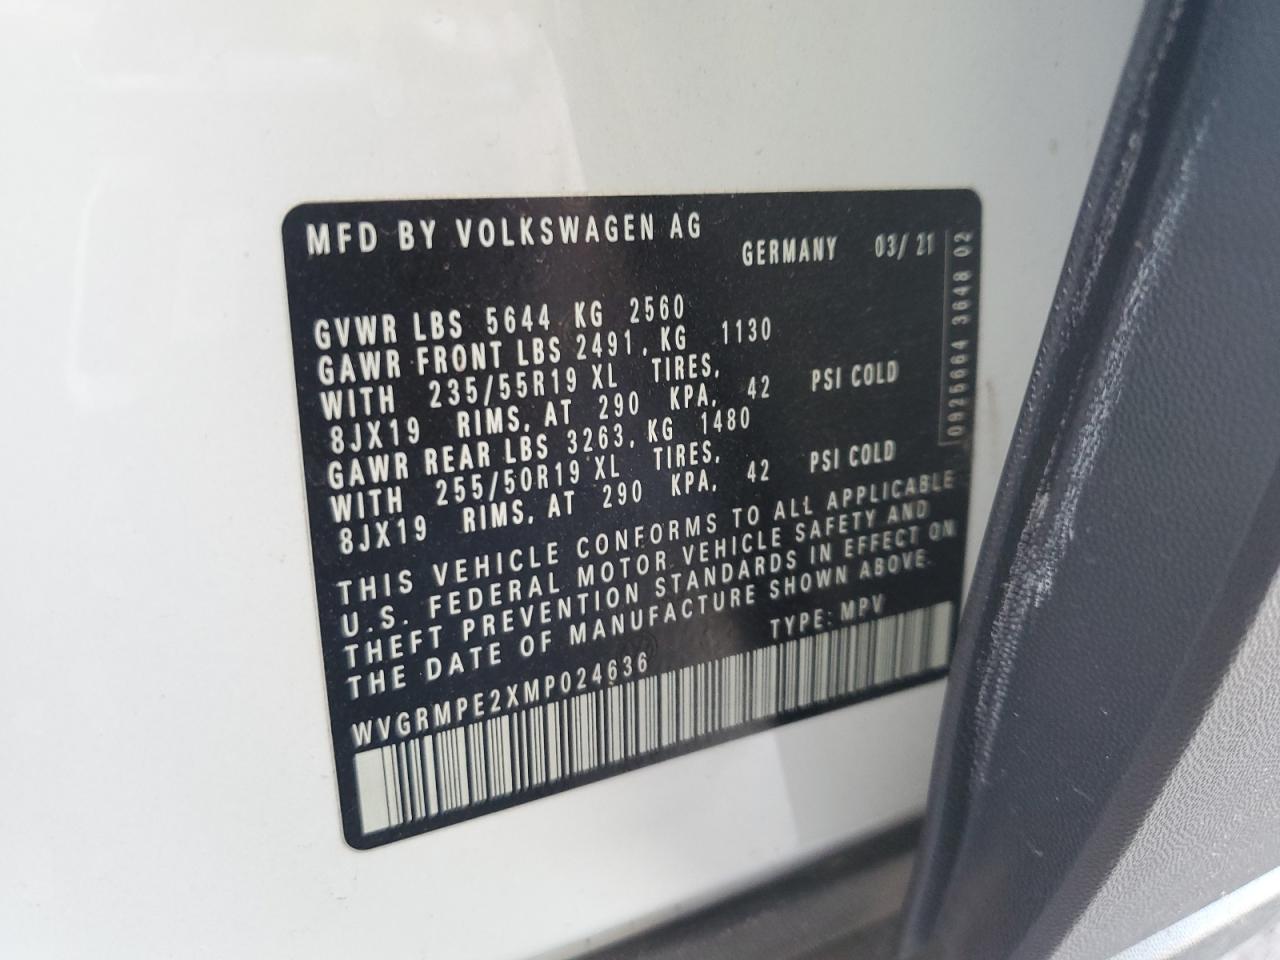 MFD BY VOLKSWAGEN AG
GERMANY 03/ 21
GVWR LBS 5644 KG 2560
GAWR FRONT LBS 2491, KG 1130
WITH 235/55R19 XL TIRES,
8JX19 RIMS, AT 290 KPA, 42 PSI COLD
GAWR REAR LBS 3263, KG 1480
WITH 255/50R19 XL TIRES,
8JX19 RIMS, AT 290 KPA, 42 PSI COLD
THIS VEHICLE CONFORMS TO ALL APPLICABLE
U.S. FEDERAL MOTOR VEHICLE SAFETY AND
THEFT PREVENTION STANDARDS IN EFFECT ON
THE DATE OF MANUFACTURE SHOWN ABOVE.
TYPE: MPV
WVGRMPE2XMP024636
0925664 3648 02